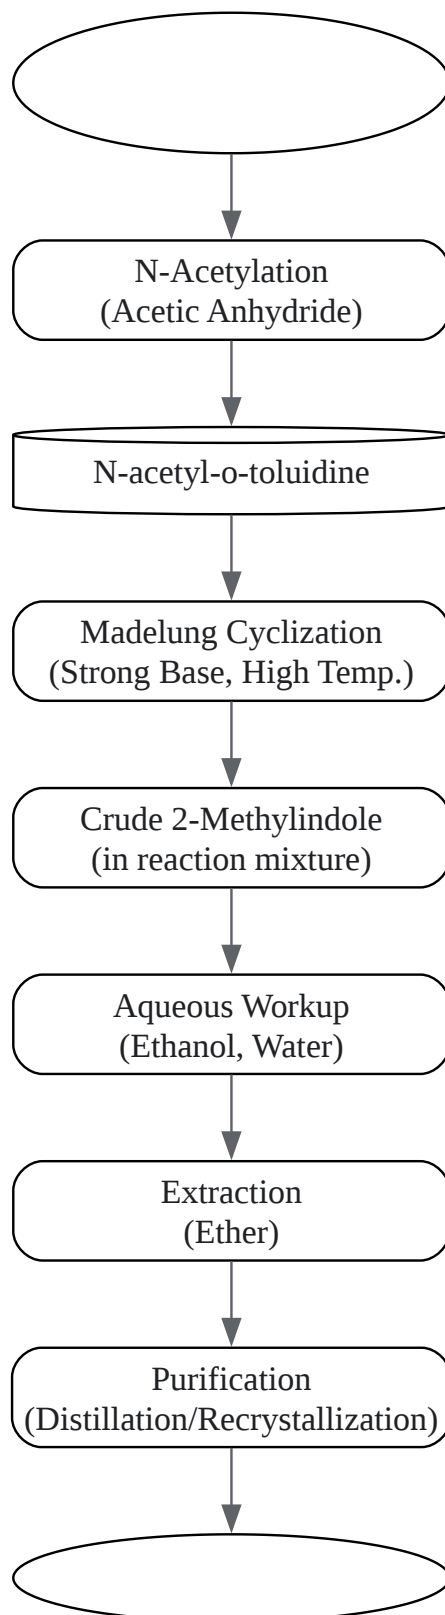 N-Acetylation
(Acetic Anhydride)
N-acetyl-o-toluidine
Madelung Cyclization
(Strong Base, High Temp.)
Crude 2-Methylindole
(in reaction mixture)
Aqueous Workup
(Ethanol, Water)
Extraction
(Ether)
Purification
(Distillation/Recrystallization)